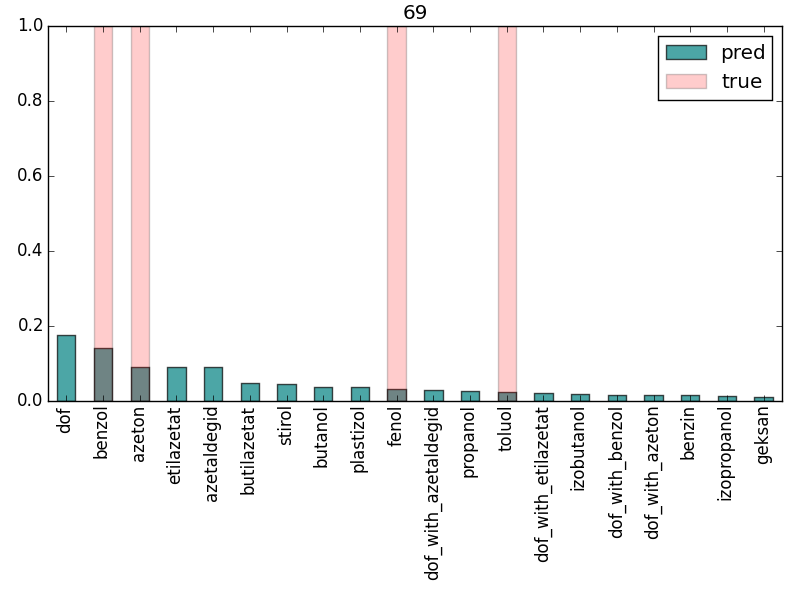 69
1.0
0.8
0.6
0.4
0.2
0.0
pred
true
dof
benzol
azeton
etilazetat
azetaldegid
butilazetat
stirol
butanol
plastizol
fenol
dof_with_azetaldegid
propanol
toluol
dof_with_etilazetat
izobutanol
dof_with_benzol
dof_with_azeton
benzin
izopropanol
geksan